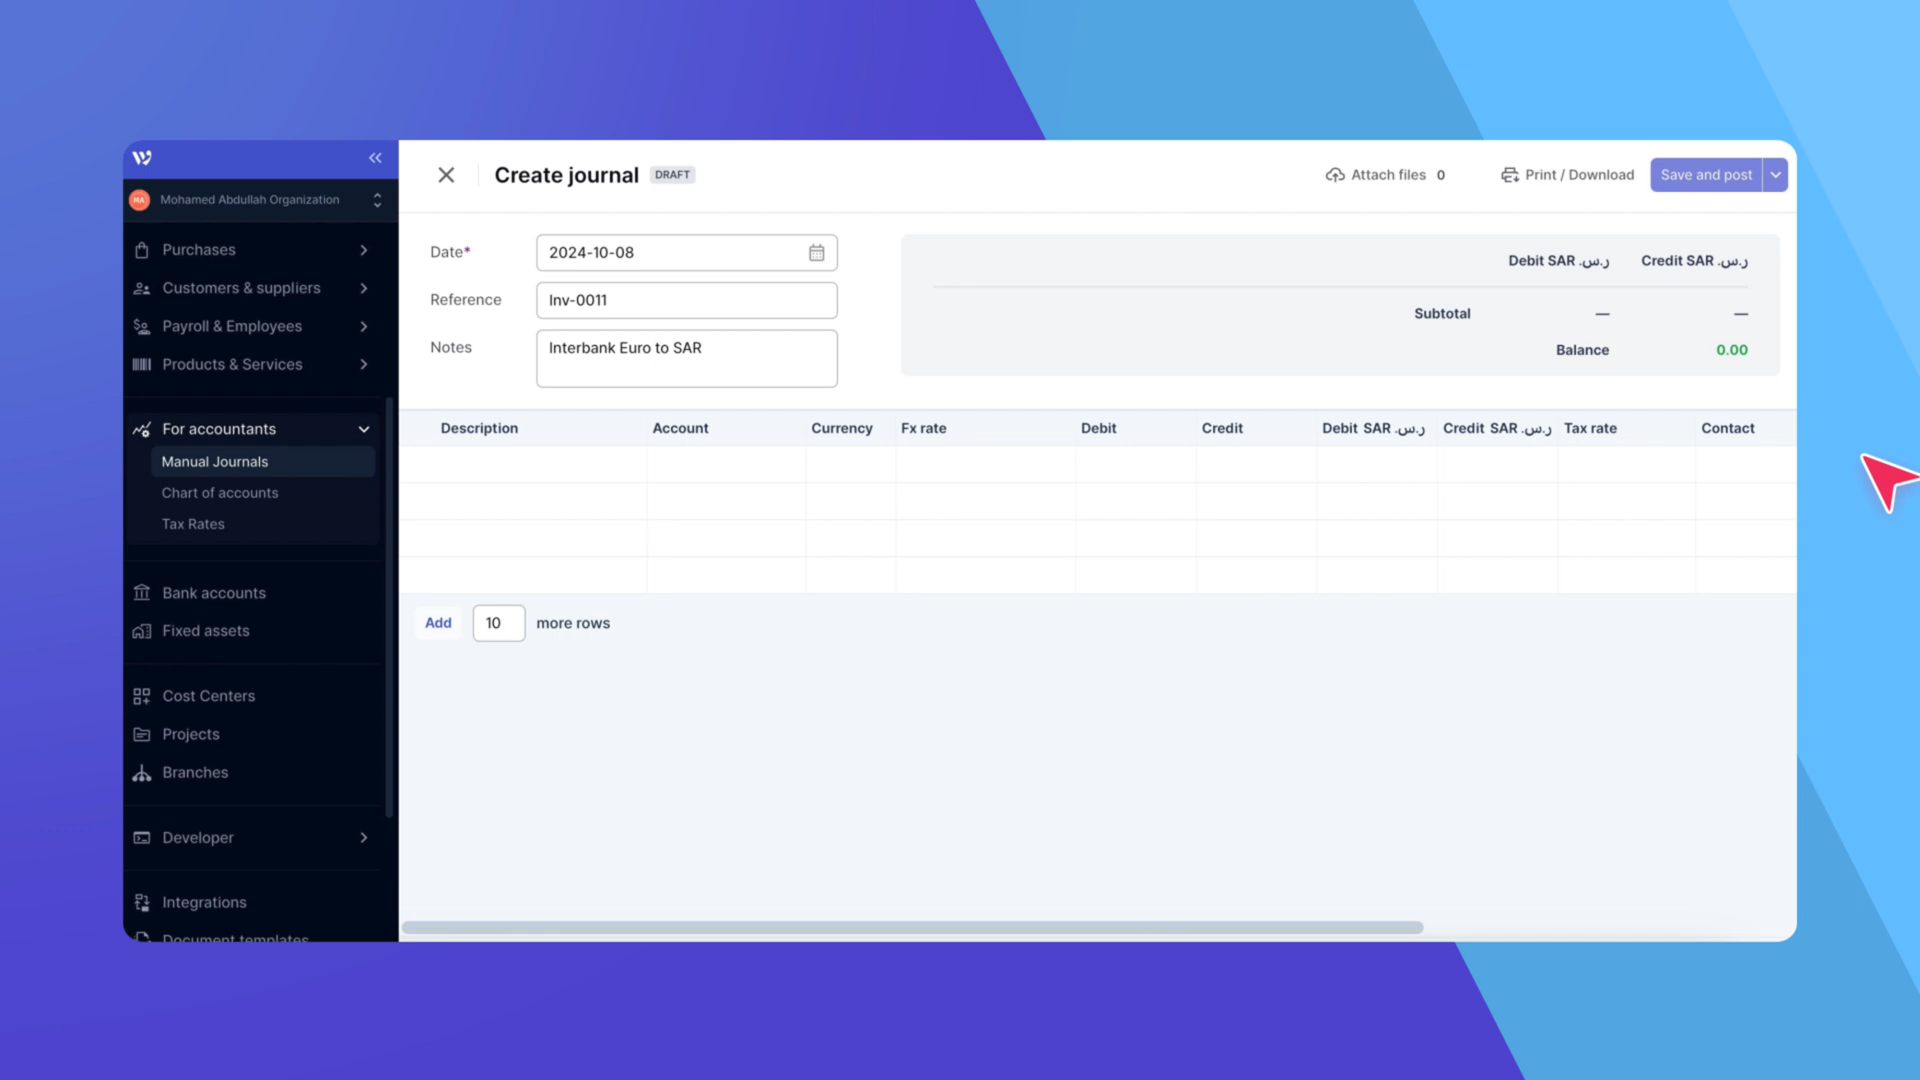 Create journal DRAFT
Attach files 0
Print / Download
Save and post
MA Mohamed Abdullah Organization
Purchases
Customers & suppliers
Payroll & Employees
Products & Services
For accountants
Manual Journals
Chart of accounts
Tax Rates
Bank accounts
Fixed assets
Cost Centers
Projects
Branches
Developer
Integrations
Document templates
Date* 2024-10-08
Reference Inv-0011
Notes Interbank Euro to SAR
Debit SAR ر.س. Credit SAR ر.س.
Subtotal — —
Balance 0.00
Description Account Currency Fx rate Debit Credit Debit SAR ر.س. Credit SAR ر.س. Tax rate Contact
Add 10 more rows